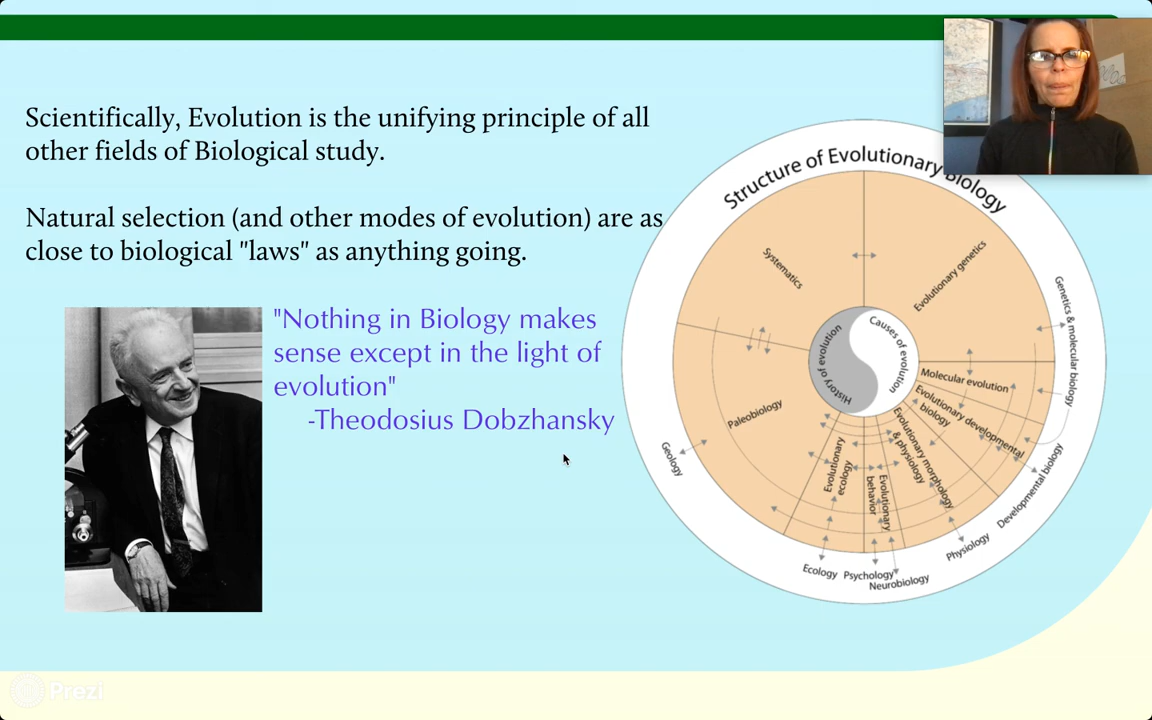 Scientifically, Evolution is the unifying principle of all
other fields of Biological study.
Natural selection (and other modes of evolution) are as
close to biological "laws" as anything going.
"Nothing in Biology makes
sense except in the light of
evolution"
-Theodosius Dobzhansky
Structure of Evolutionary Biology
Systematics
Evolutionary genetics
Genetics & molecular biology
History of evolution
Causes of evolution
Molecular evolution
Evolutionary developmental
biology
Evolutionary morphology
& physiology
Evolutionary
behavior
Evolutionary
ecology
Paleobiology
Geology
Developmental biology
Physiology
Ecology
Psychology
Neurobiology
Prezi